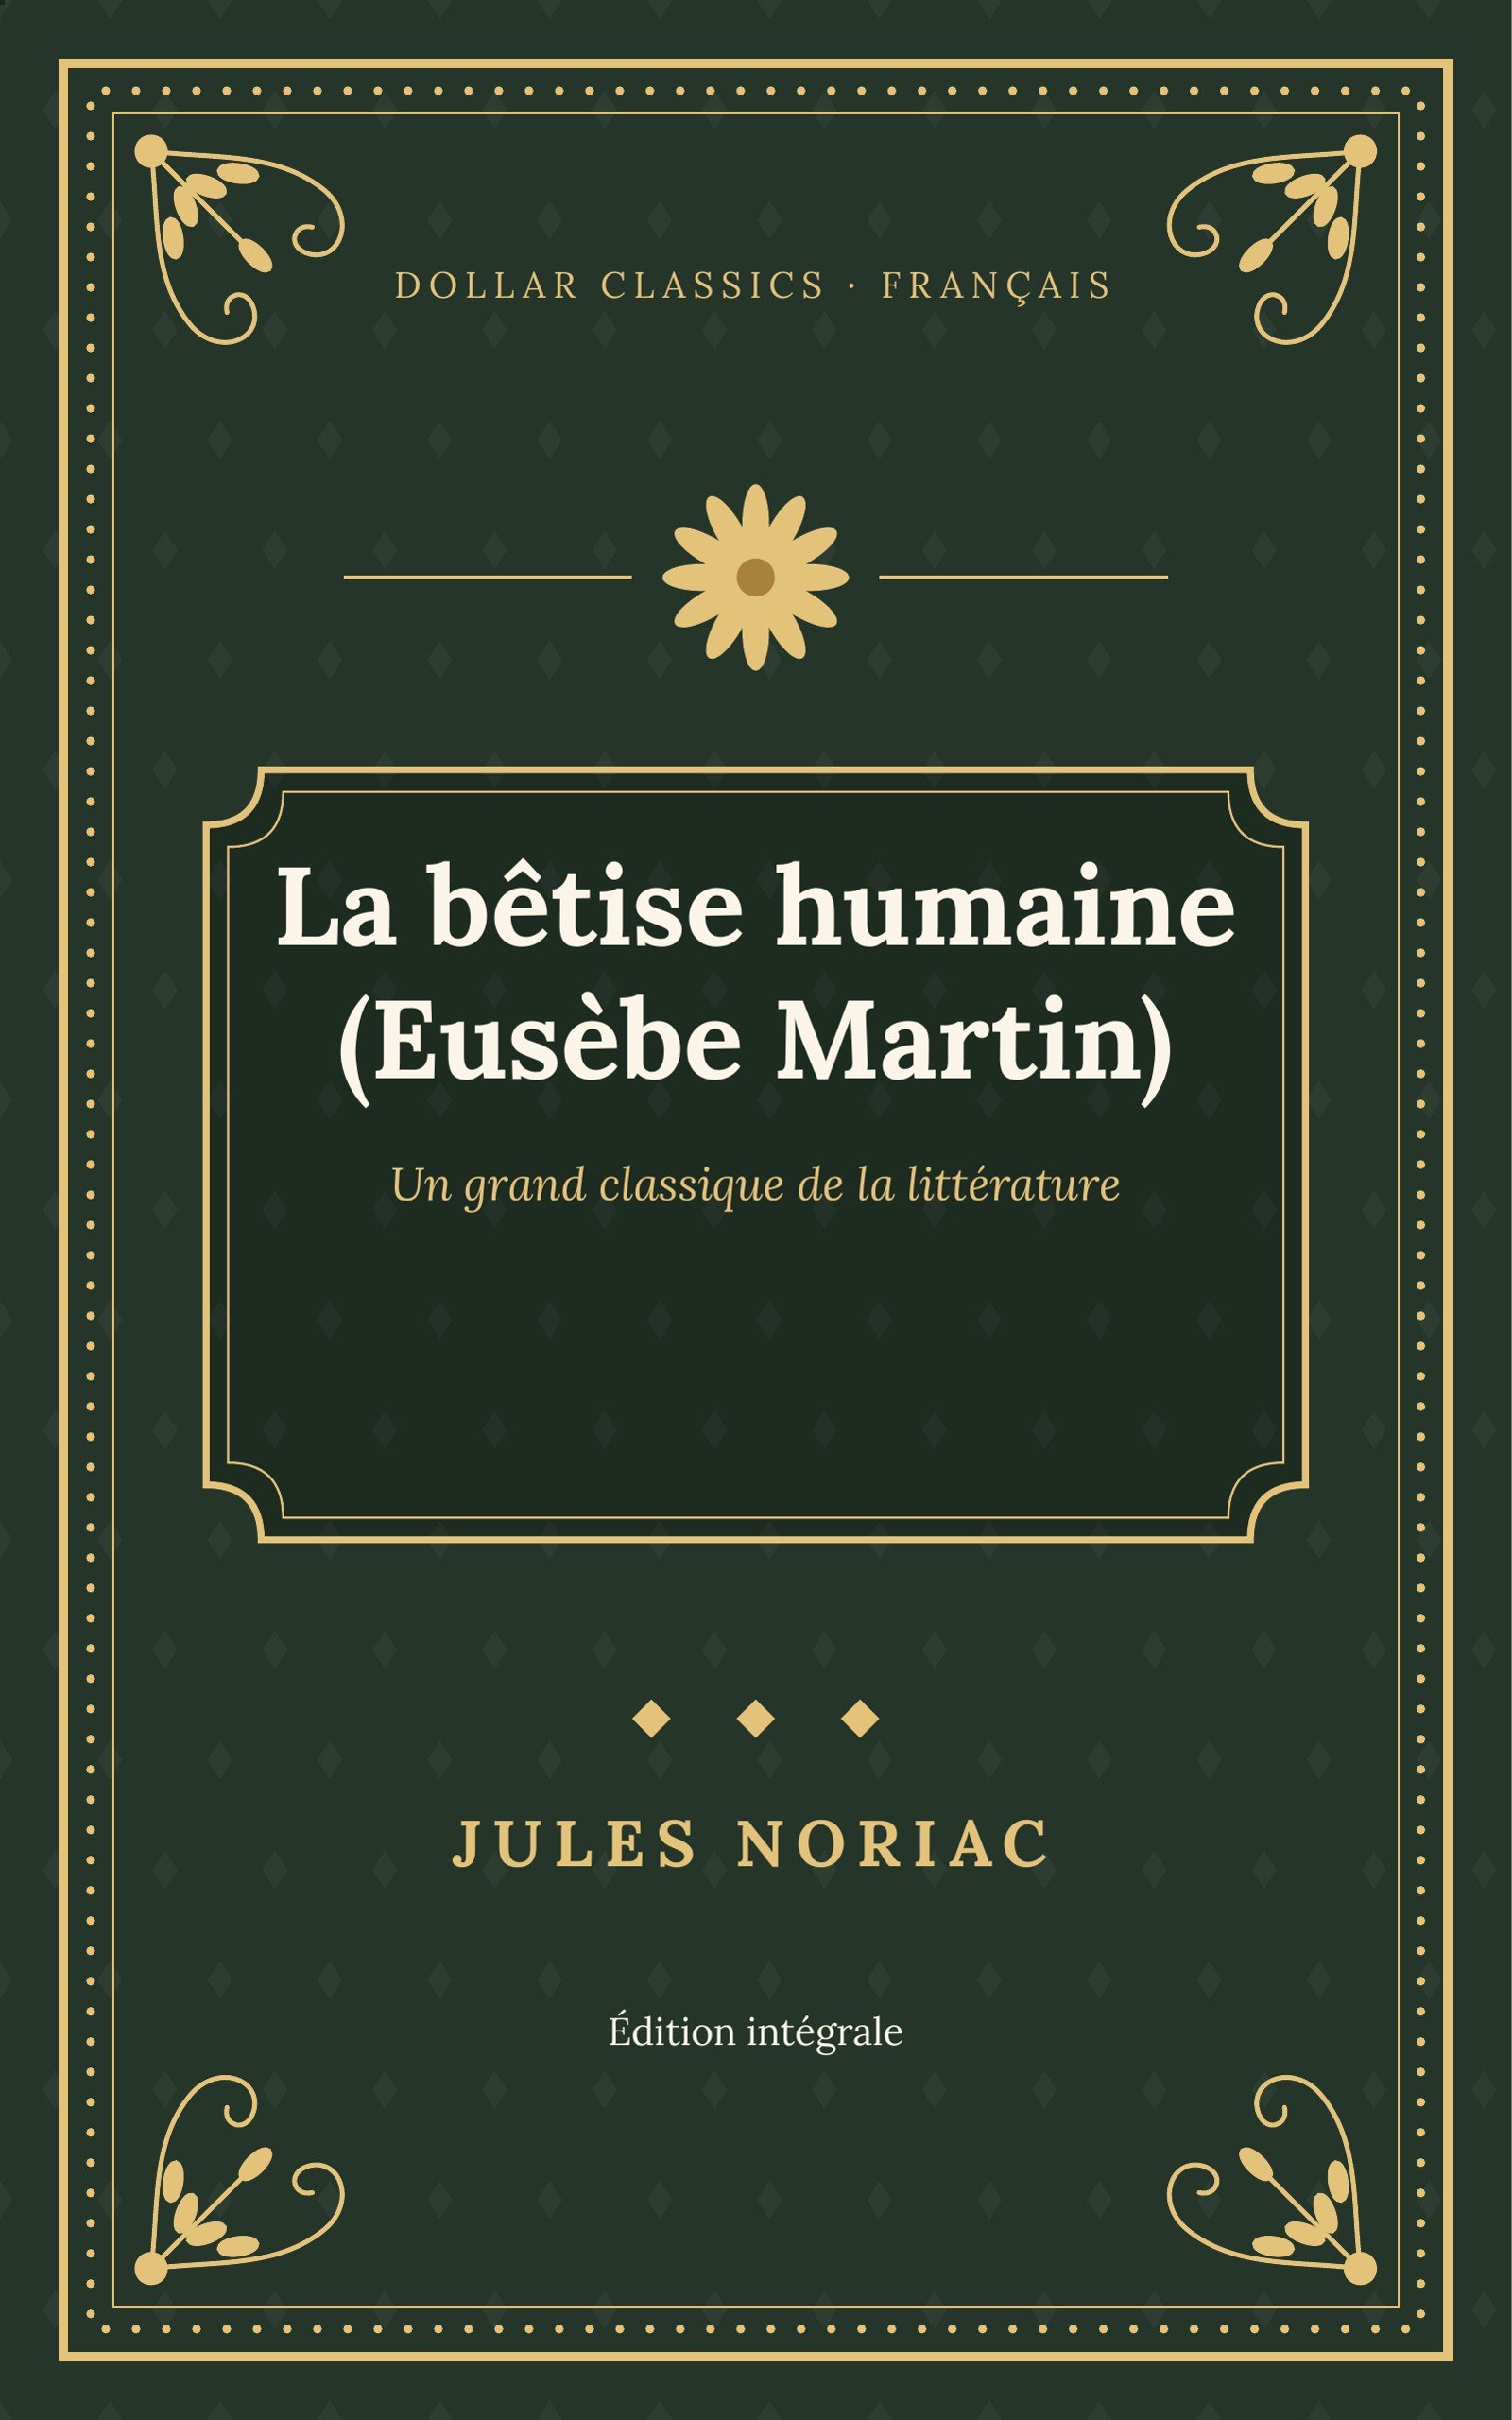 DOLLAR CLASSICS · FRANÇAIS
La bêtise humaine
(Eusèbe Martin)
Un grand classique de la littérature
JULES NORIAC
Édition intégrale